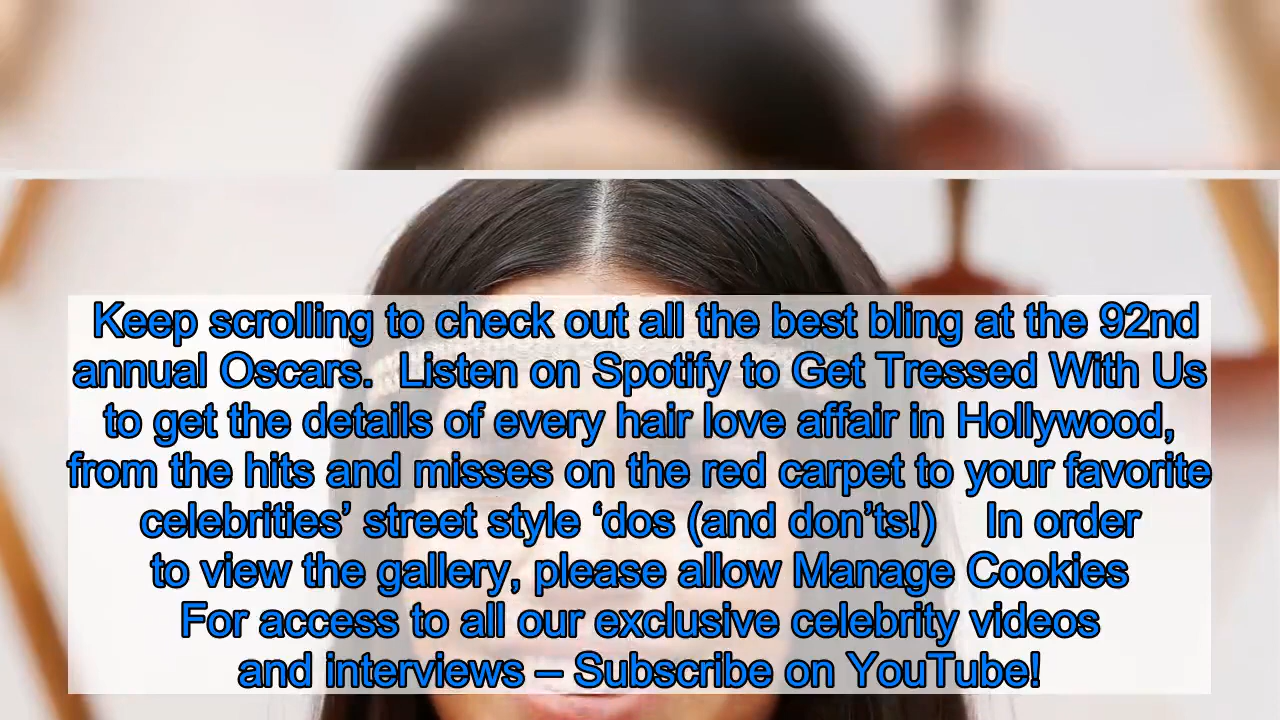 Keep scrolling to check out all the best bling at the 92nd
annual Oscars.  Listen on Spotify to Get Tressed With Us
to get the details of every hair love affair in Hollywood,
from the hits and misses on the red carpet to your favorite
celebrities’ street style ‘dos (and don’ts!)    In order
to view the gallery, please allow Manage Cookies
For access to all our exclusive celebrity videos
and interviews – Subscribe on YouTube!